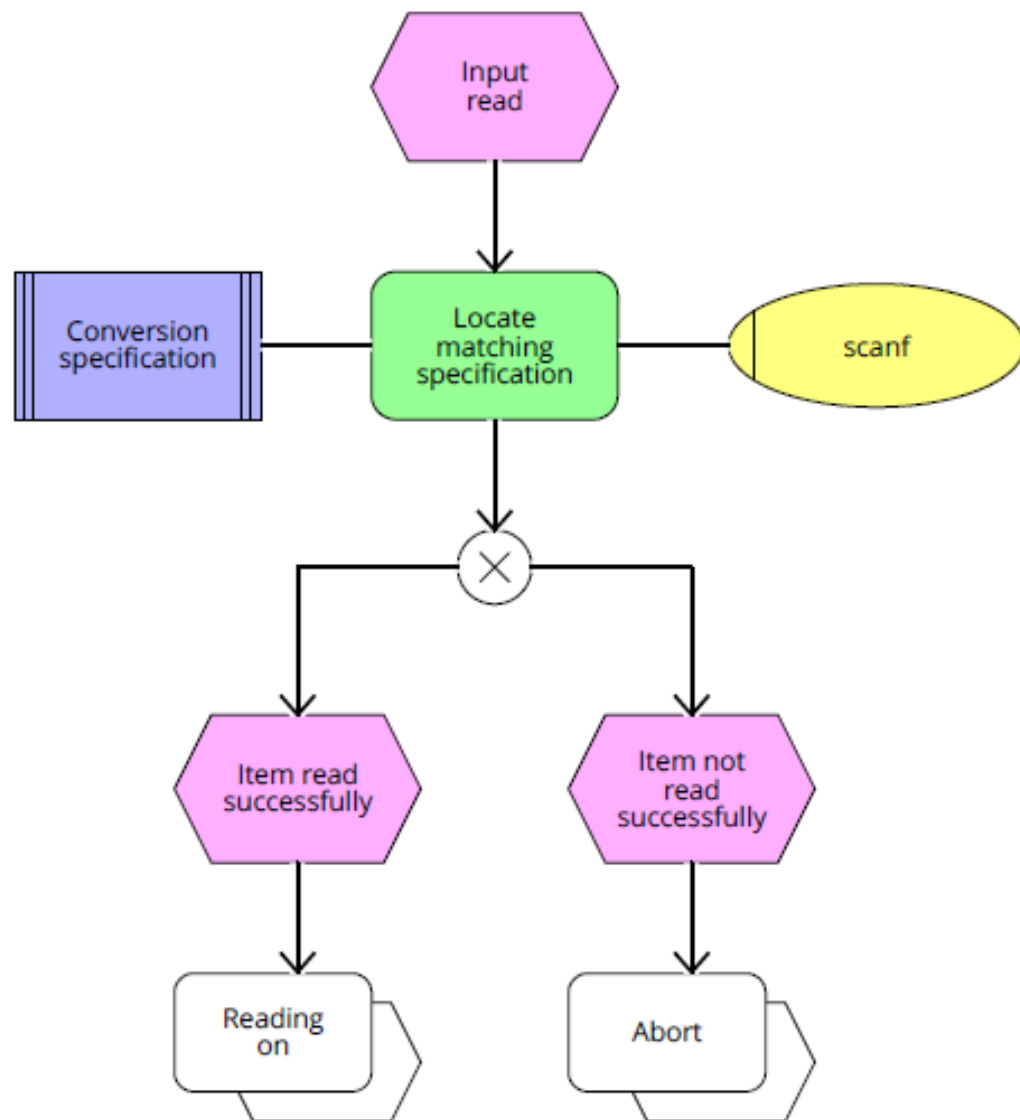 Input
read
Conversion
specification
Locate
matching
specification
scanf
Item read
successfully
Item not
read
successfully
Reading
on
Abort